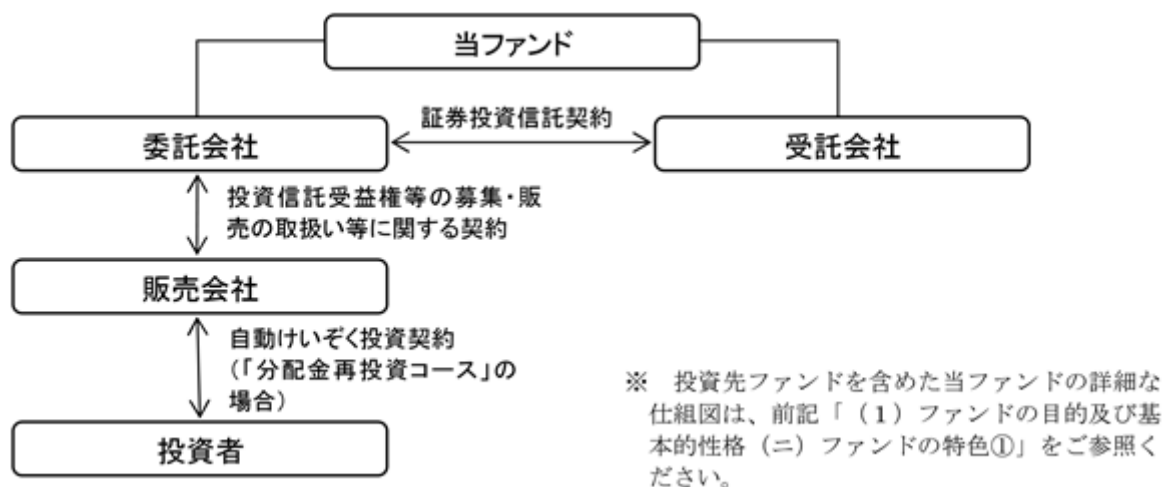 当ファンド
証券投資信託契約
委託会社
受託会社
投資信託受益権等の募集・販
売の取扱い等に関する契約
販売会社
自動けいぞく投資契約
(「分配金再投資コース」の
場合)
投資者
※ 投資先ファンドを含めた当ファンドの詳細な
仕組図は、前記「(1)ファンドの目的及び基
本的性格(ニ)ファンドの特色①」をご参照く
ださい。